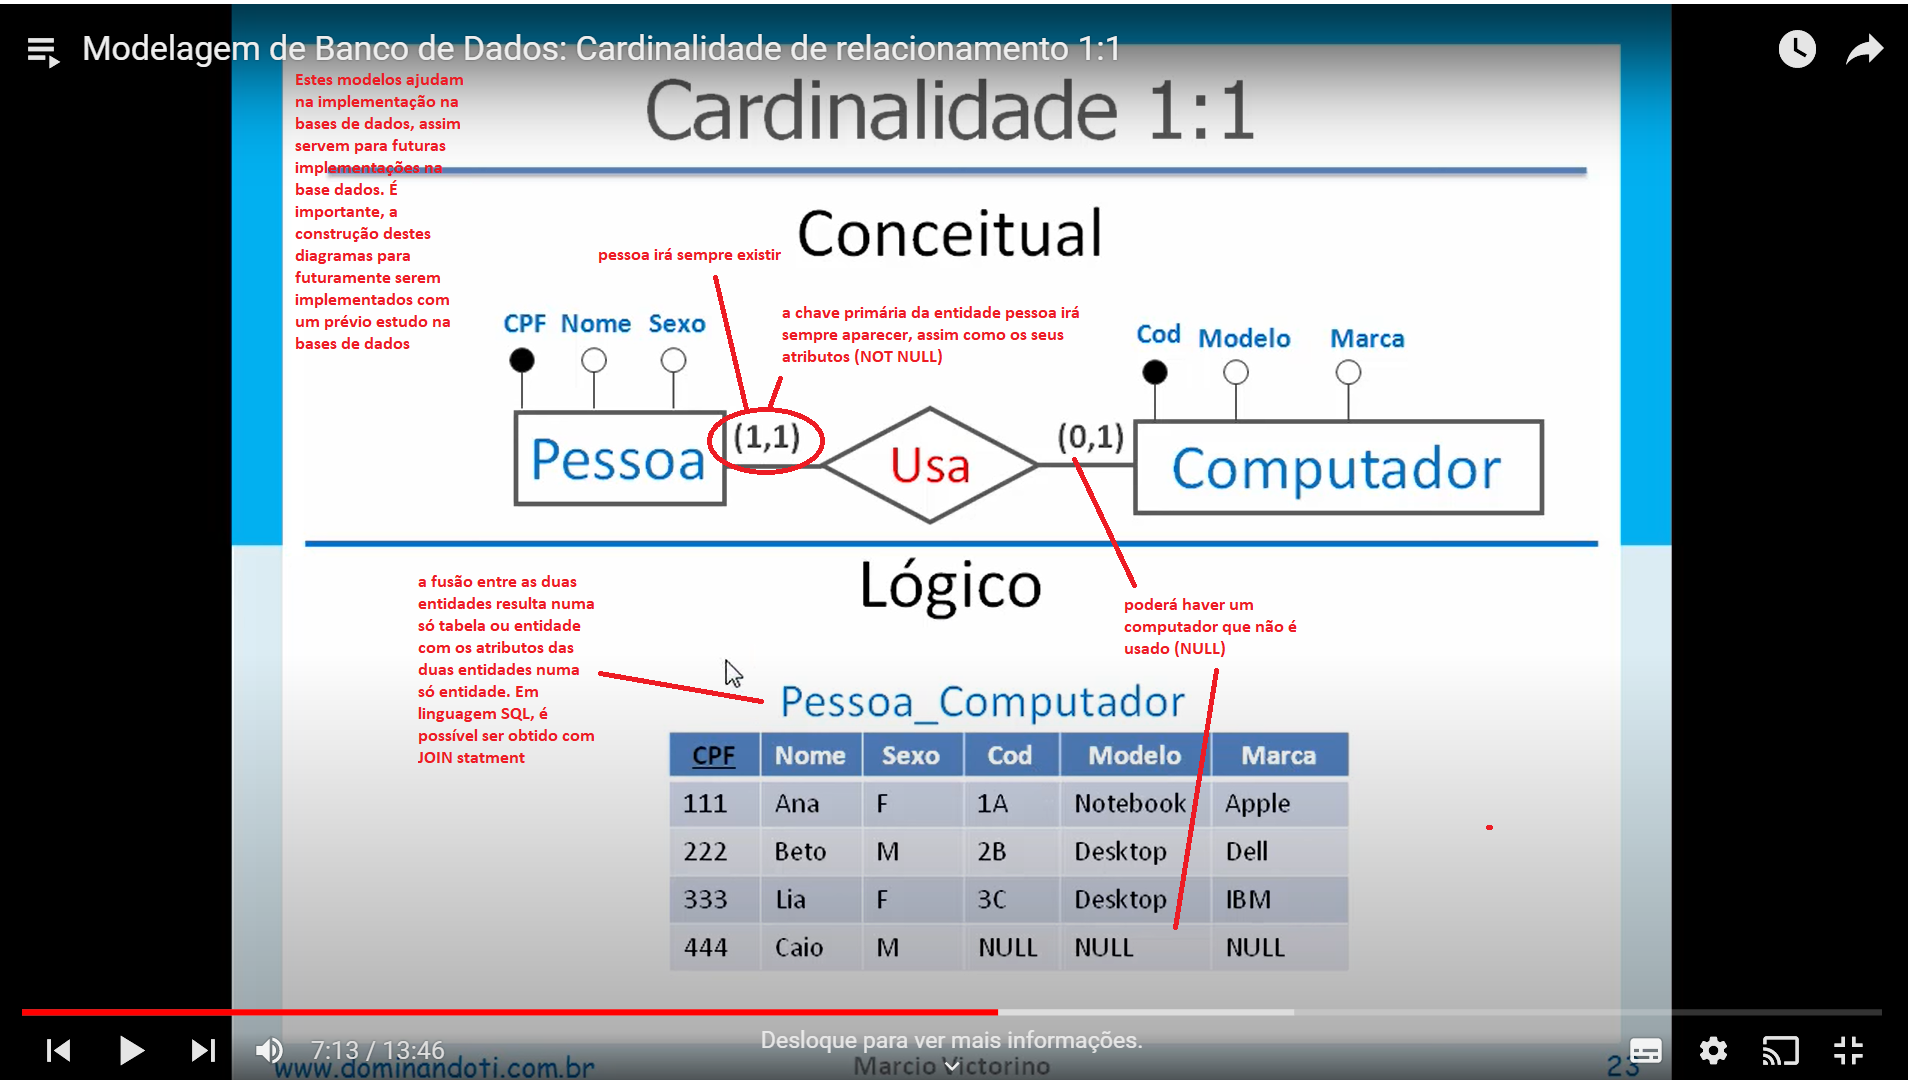 Modelagem de Banco de Dados: Cardinalidade de relacionamento 1:1
Cardinalidade 1:1
Estes modelos ajudam
na implementação na
bases de dados, assim
servem para futuras
implementações na
base dados. É
importante, a
construção destes
diagramas para
futuramente serem
implementados com
um prévio estudo na
bases de dados
Conceitual
pessoa irá sempre existir
a chave primária da entidade pessoa irá
sempre aparecer, assim como os seus
atributos (NOT NULL)
CPF Nome Sexo
Cod Modelo Marca
Pessoa (1,1) Usa (0,1) Computador
Lógico
a fusão entre as duas
entidades resulta numa
só tabela ou entidade
com os atributos das
duas entidades numa
só entidade. Em
linguagem SQL, é
possível ser obtido com
JOIN statment
poderá haver um
computador que não é
usado (NULL)
Pessoa_Computador
CPF Nome Sexo Cod Modelo Marca
111 Ana F 1A Notebook Apple
222 Beto M 2B Desktop Dell
333 Lia F 3C Desktop IBM
444 Caio M NULL NULL NULL
7:13 / 13:46
Desloque para ver mais informações.
www.dominandoti.com.br
Marcio Victorino
23